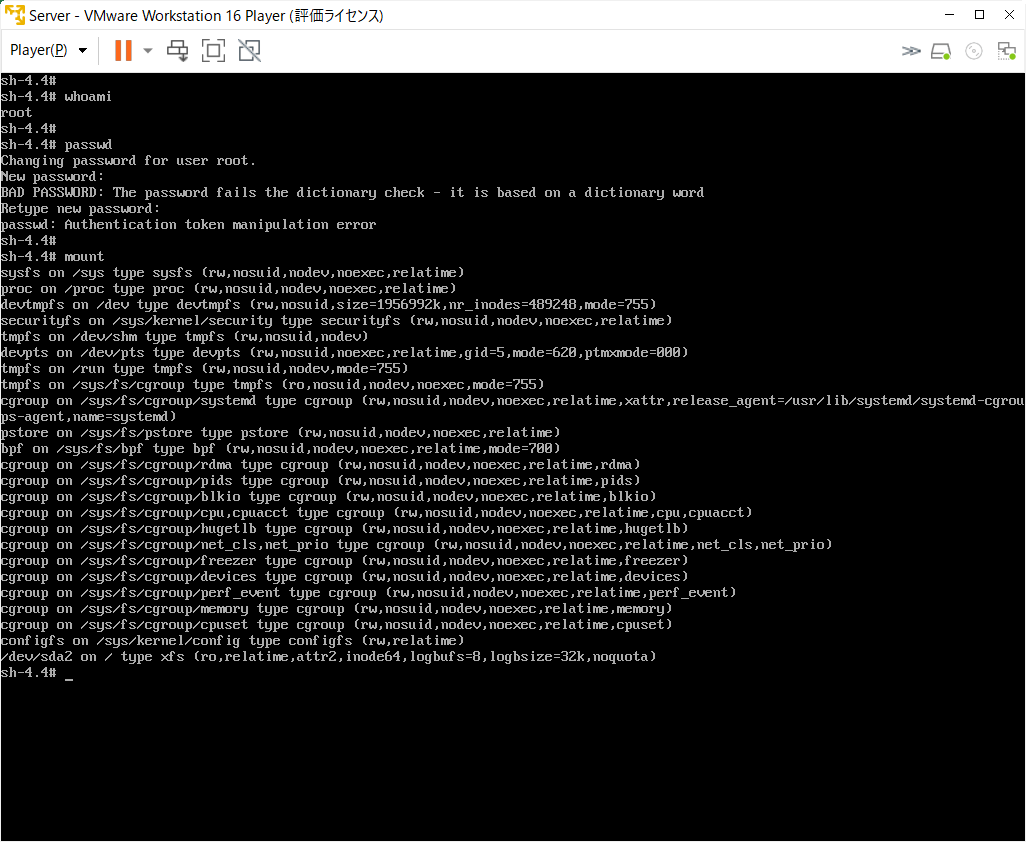 Server - VMware Workstation 16 Player (評価ライセンス)
Player(P)
sh-4.4#
sh-4.4# whoami
root
sh-4.4#
sh-4.4# passwd
Changing password for user root.
New password:
BAD PASSWORD: The password fails the dictionary check - it is based on a dictionary word
Retype new password:
passwd: Authentication token manipulation error
sh-4.4#
sh-4.4# mount
sysfs on /sys type sysfs (rw,nosuid,nodev,noexec,relatime)
proc on /proc type proc (rw,nosuid,nodev,noexec,relatime)
devtmpfs on /dev type devtmpfs (rw,nosuid,size=1956992k,nr_inodes=489248,mode=755)
securityfs on /sys/kernel/security type securityfs (rw,nosuid,nodev,noexec,relatime)
tmpfs on /dev/shm type tmpfs (rw,nosuid,nodev)
devpts on /dev/pts type devpts (rw,nosuid,noexec,relatime,gid=5,mode=620,ptmxmode=000)
tmpfs on /run type tmpfs (rw,nosuid,nodev,mode=755)
tmpfs on /sys/fs/cgroup type tmpfs (ro,nosuid,nodev,noexec,mode=755)
cgroup on /sys/fs/cgroup/systemd type cgroup (rw,nosuid,nodev,noexec,relatime,xattr,release_agent=/usr/lib/systemd/systemd-cgrou
ps-agent,name=systemd)
pstore on /sys/fs/pstore type pstore (rw,nosuid,nodev,noexec,relatime)
bpf on /sys/fs/bpf type bpf (rw,nosuid,nodev,noexec,relatime,mode=700)
cgroup on /sys/fs/cgroup/rdma type cgroup (rw,nosuid,nodev,noexec,relatime,rdma)
cgroup on /sys/fs/cgroup/pids type cgroup (rw,nosuid,nodev,noexec,relatime,pids)
cgroup on /sys/fs/cgroup/blkio type cgroup (rw,nosuid,nodev,noexec,relatime,blkio)
cgroup on /sys/fs/cgroup/cpu,cpuacct type cgroup (rw,nosuid,nodev,noexec,relatime,cpu,cpuacct)
cgroup on /sys/fs/cgroup/hugetlb type cgroup (rw,nosuid,nodev,noexec,relatime,hugetlb)
cgroup on /sys/fs/cgroup/net_cls,net_prio type cgroup (rw,nosuid,nodev,noexec,relatime,net_cls,net_prio)
cgroup on /sys/fs/cgroup/freezer type cgroup (rw,nosuid,nodev,noexec,relatime,freezer)
cgroup on /sys/fs/cgroup/devices type cgroup (rw,nosuid,nodev,noexec,relatime,devices)
cgroup on /sys/fs/cgroup/perf_event type cgroup (rw,nosuid,nodev,noexec,relatime,perf_event)
cgroup on /sys/fs/cgroup/memory type cgroup (rw,nosuid,nodev,noexec,relatime,memory)
cgroup on /sys/fs/cgroup/cpuset type cgroup (rw,nosuid,nodev,noexec,relatime,cpuset)
configfs on /sys/kernel/config type configfs (rw,relatime)
/dev/sda2 on / type xfs (ro,relatime,attr2,inode64,logbufs=8,logbsize=32k,noquota)
sh-4.4# _